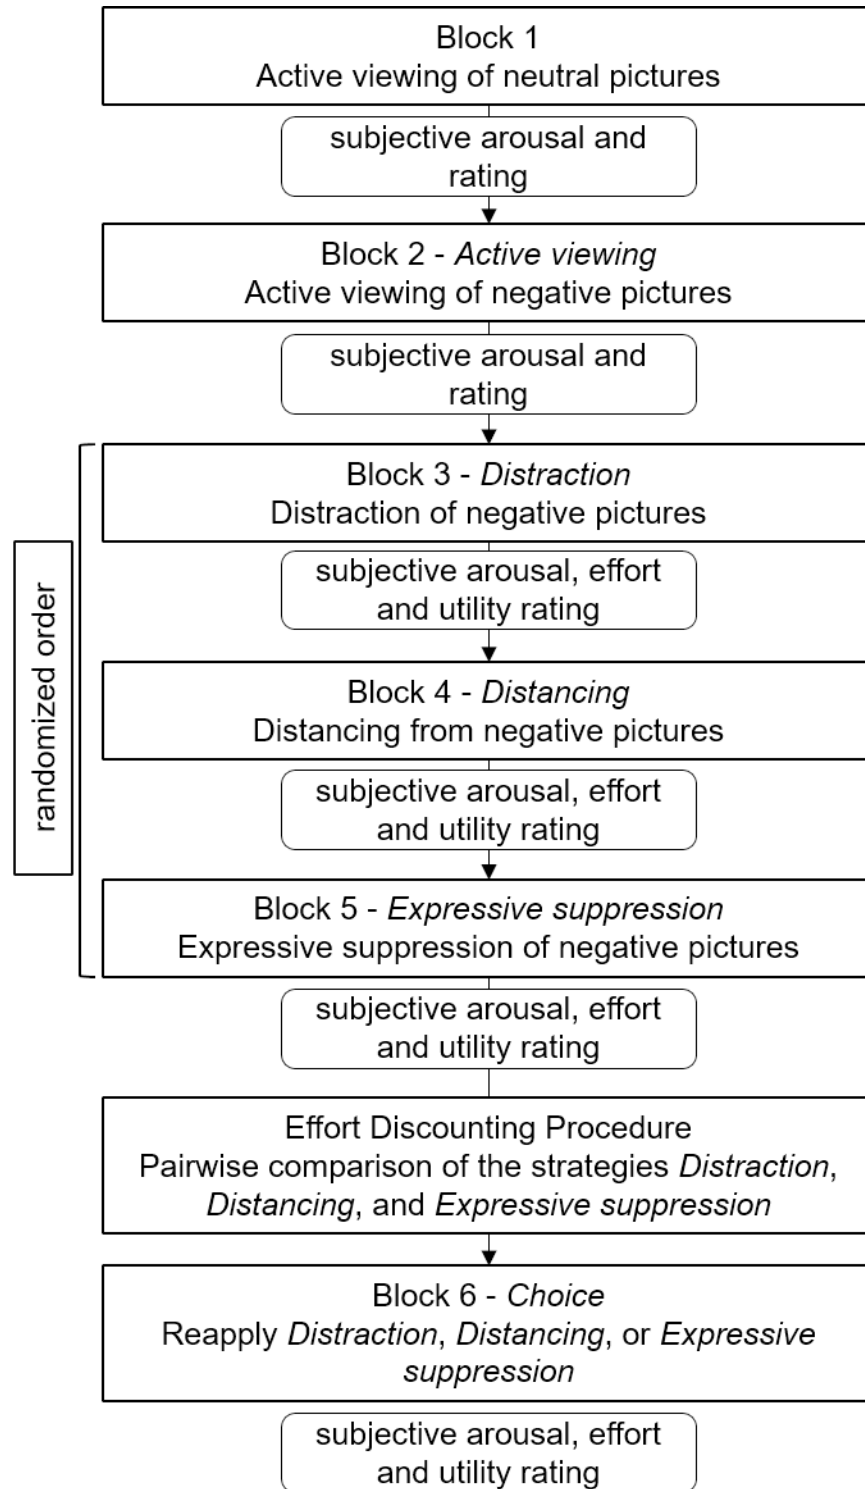 Block 1
Active viewing of neutral pictures
subjective arousal and
rating
Block 2 - Active viewing
Active viewing of negative pictures
subjective arousal and
rating
randomized order
Block 3 - Distraction
Distraction of negative pictures
subjective arousal, effort
and utility rating
Block 4 - Distancing
Distancing from negative pictures
subjective arousal, effort
and utility rating
Block 5 - Expressive suppression
Expressive suppression of negative pictures
subjective arousal, effort
and utility rating
Effort Discounting Procedure
Pairwise comparison of the strategies Distraction,
Distancing, and Expressive suppression
Block 6 - Choice
Reapply Distraction, Distancing, or Expressive
suppression
subjective arousal, effort
and utility rating